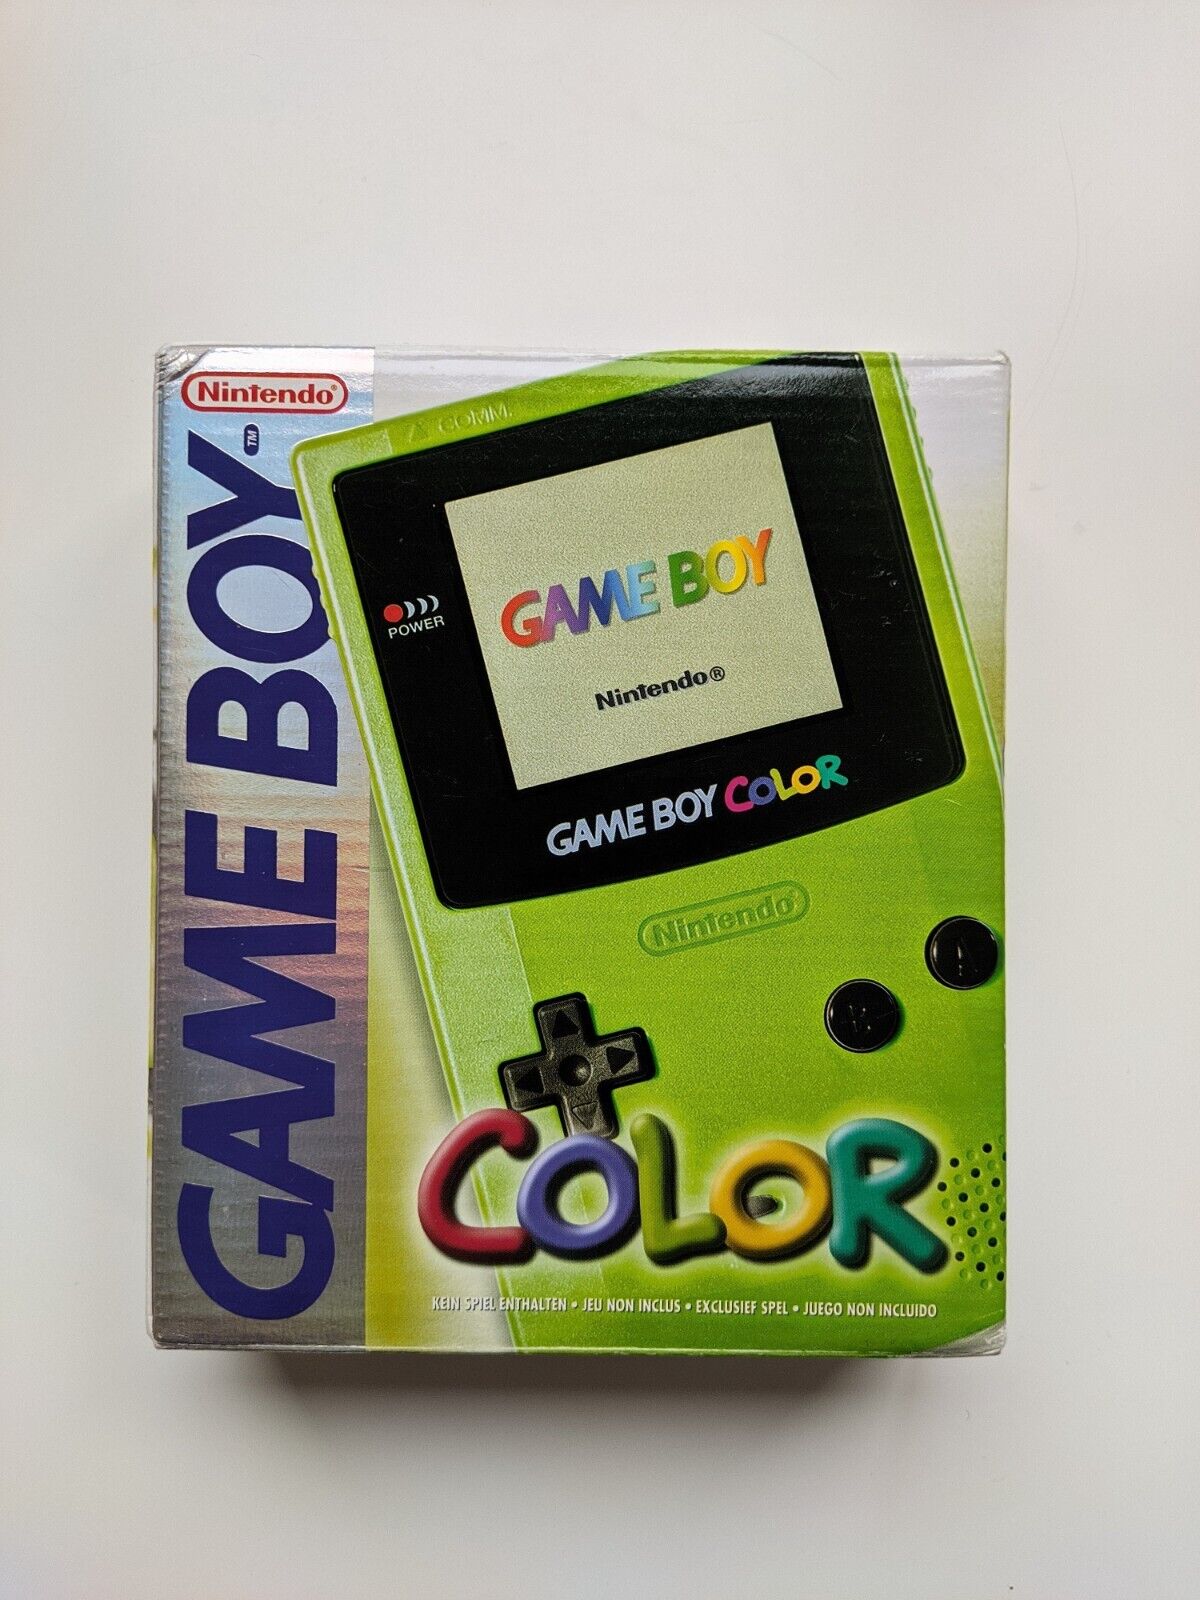 Nintendo®
GAME BOY™
COMM.
POWER
GAME BOY
Nintendo®
GAME BOY COLOR
Nintendo
A
B
COLOR
KEIN SPIEL ENTHALTEN • JEU NON INCLUS • EXCLUSIEF SPEL • JUEGO NON INCLUIDO